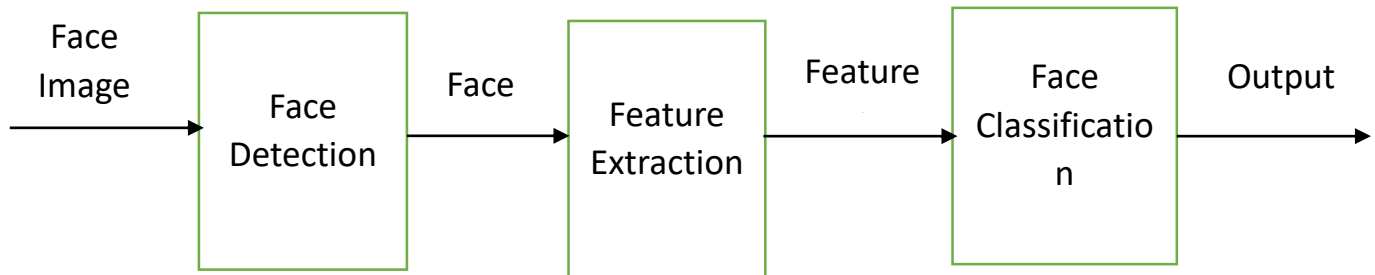 Face
Image
Face
Detection
Face
Feature
Extraction
Feature
Face
Classificatio
n
Output